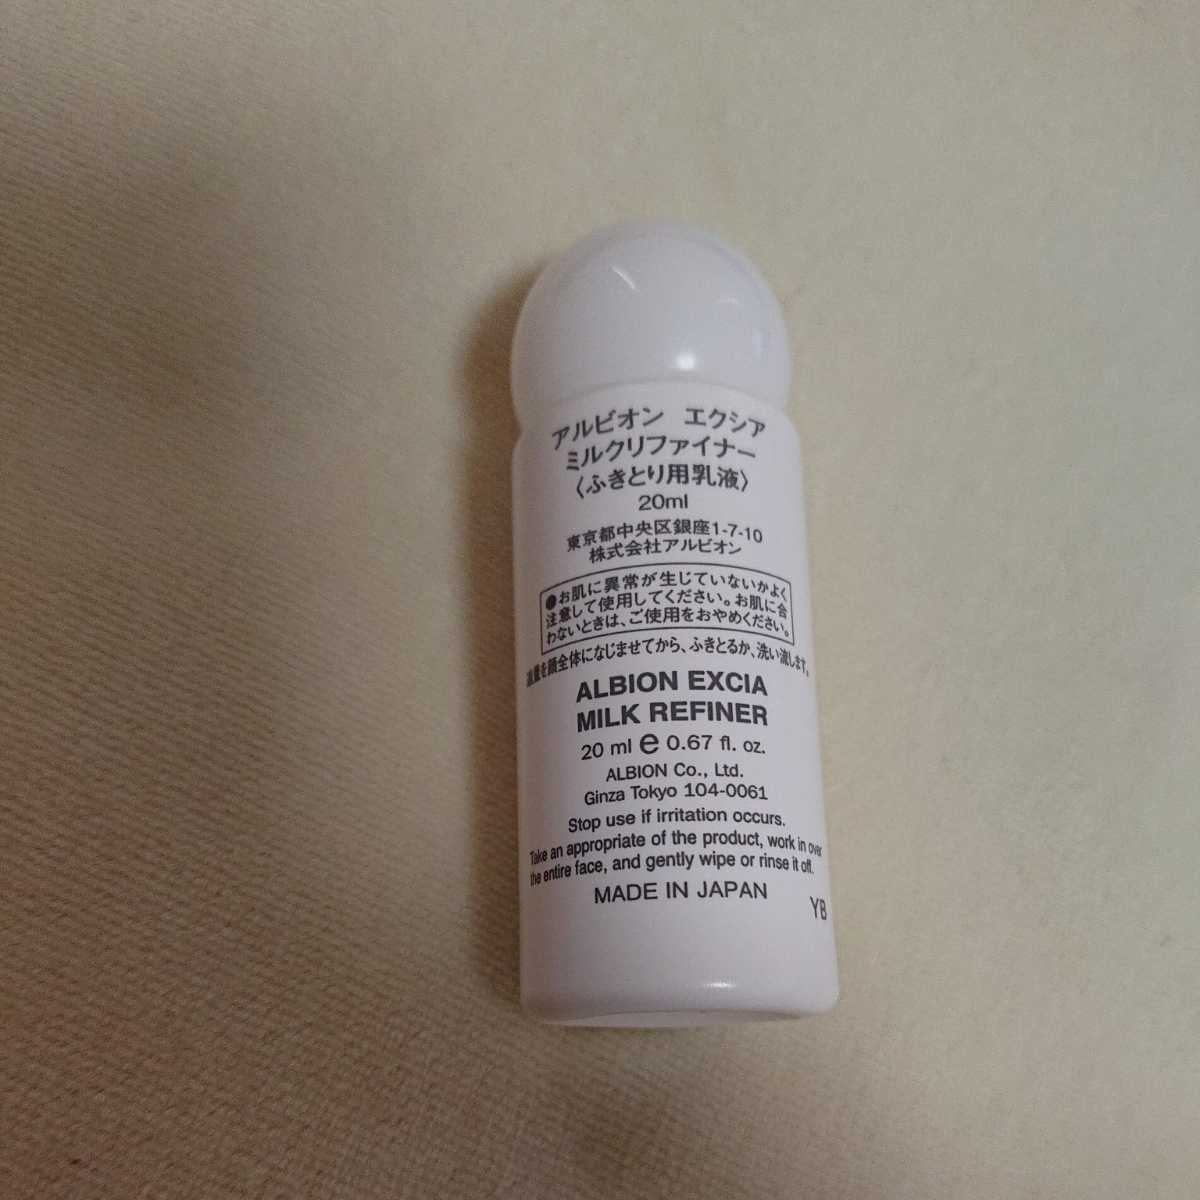 アルビオン エクシア
ミルクリファイナー
〈ふきとり用乳液〉
20ml
東京都中央区銀座1-7-10
株式会社アルビオン
●お肌に異常が生じていないかよく
注意して使用してください。お肌に合
わないときは、ご使用をおやめください。
適量を顔全体になじませてから、ふきとるか、洗い流します。
ALBION EXCIA
MILK REFINER
20 ml e 0.67 fl. oz.
ALBION Co., Ltd.
Ginza Tokyo 104-0061
Stop use if irritation occurs.
Take an appropriate of the product, work in over
the entire face, and gently wipe or rinse it off.
MADE IN JAPAN
YB